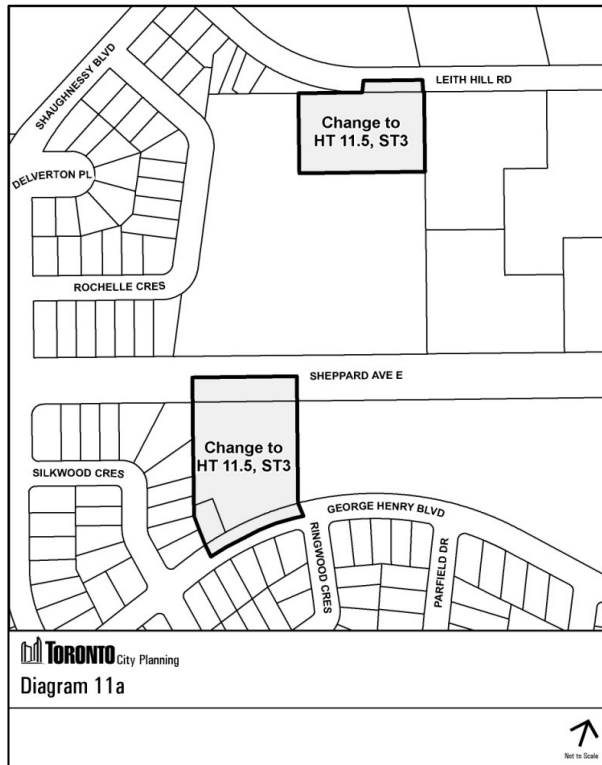 SHAUGHNESSY BLVD
LEITH HILL RD
Change to
HT 11.5, ST3
DELVERTON PL
ROCHELLE CRES
SHEPPARD AVE E
Change to
HT 11.5, ST3
SILKWOOD CRES
GEORGE HENRY BLVD
RINGWOOD CRES
PARFIELD DR
TORONTO City Planning
Diagram 11a
Not to Scale